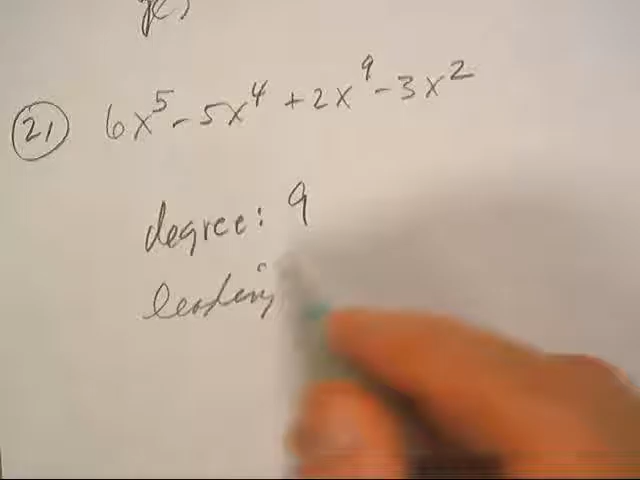 (21) 6x⁵ - 5x⁴ + 2x⁹ - 3x²
degree: 9
leading